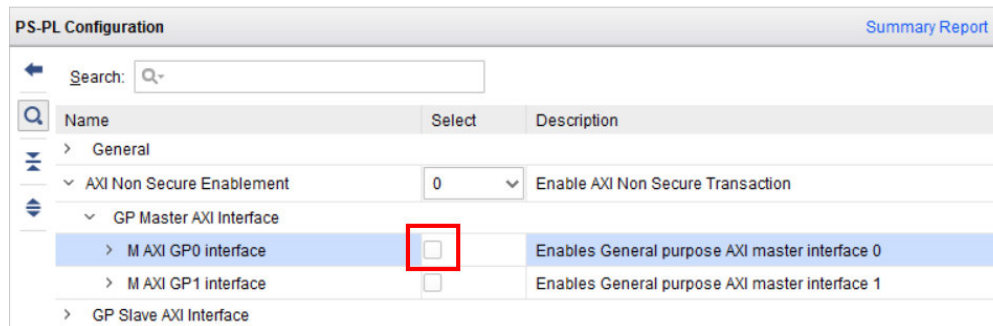 PS-PL Configuration Summary Report
Search:
Name Select Description
General
AXI Non Secure Enablement 0 Enable AXI Non Secure Transaction
GP Master AXI Interface
M AXI GP0 interface Enables General purpose AXI master interface 0
M AXI GP1 interface Enables General purpose AXI master interface 1
GP Slave AXI Interface